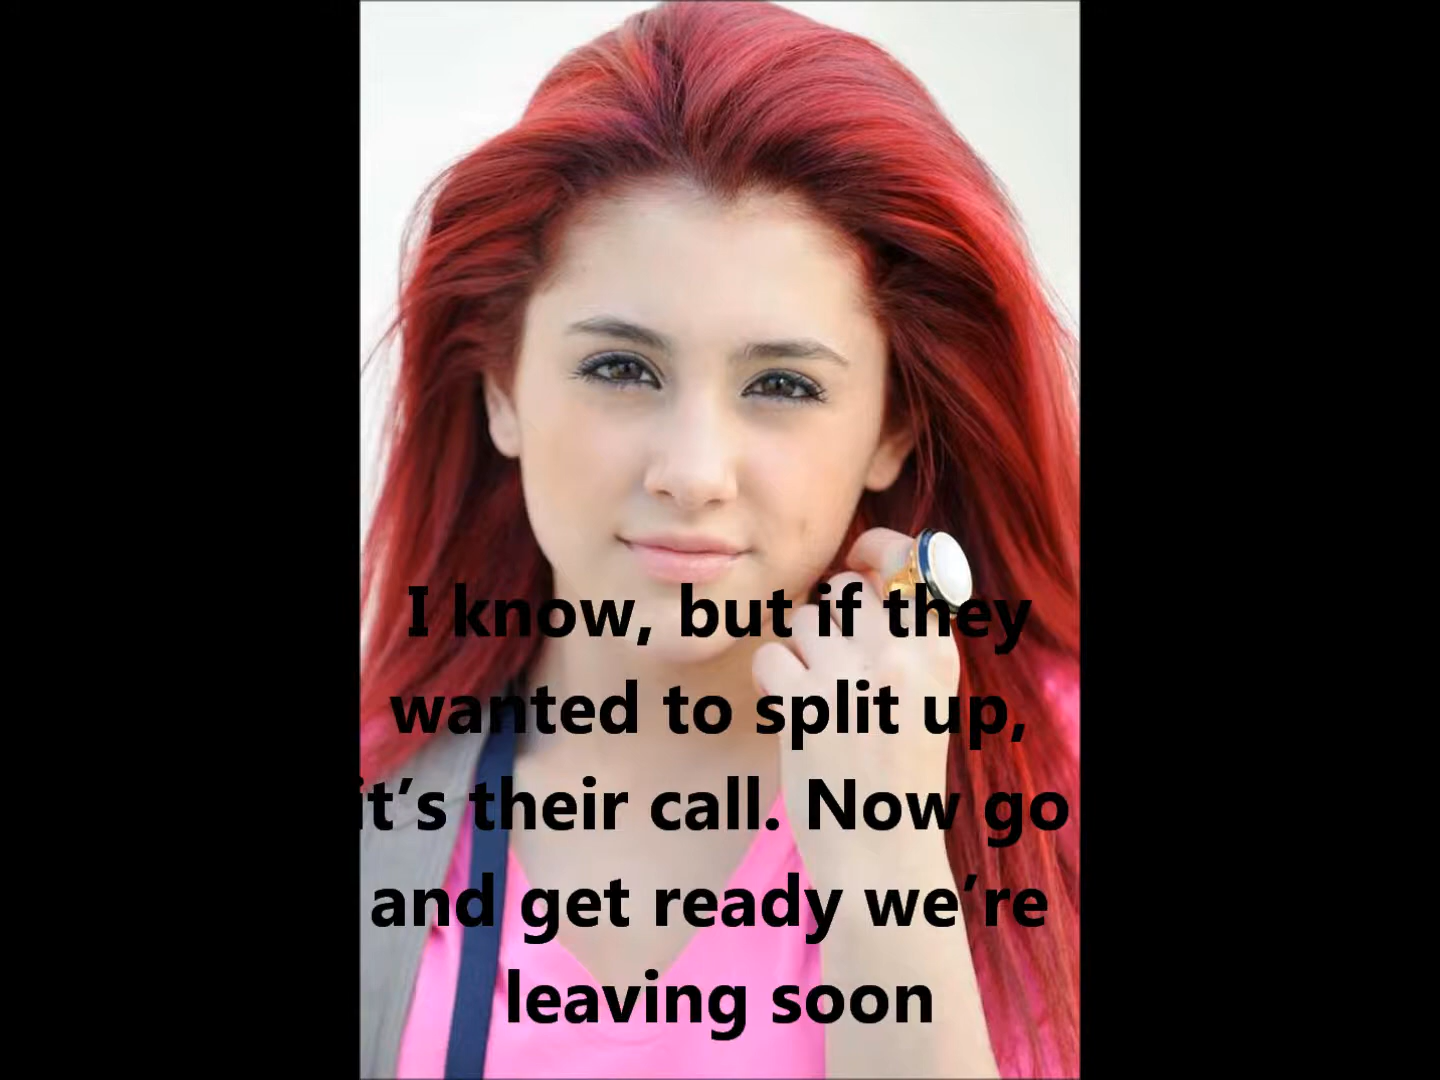 I know, but if they
wanted to split up,
it’s their call. Now go
and get ready we’re
leaving soon